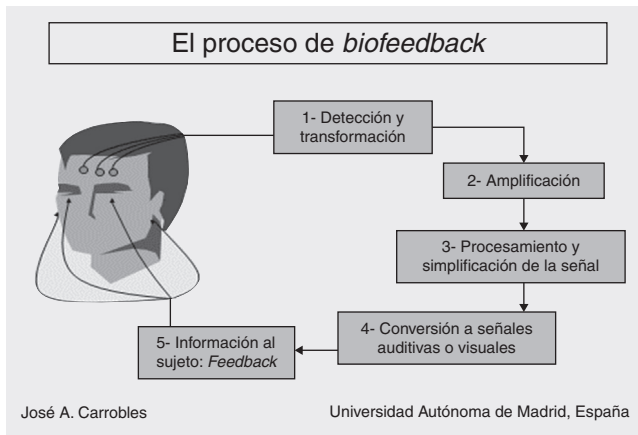 El proceso de biofeedback
1- Detección y
transformación
2- Amplificación
3- Procesamiento y
simplificación de la señal
4- Conversión a señales
auditivas o visuales
5- Información al
sujeto: Feedback
José A. Carrobles
Universidad Autónoma de Madrid, España